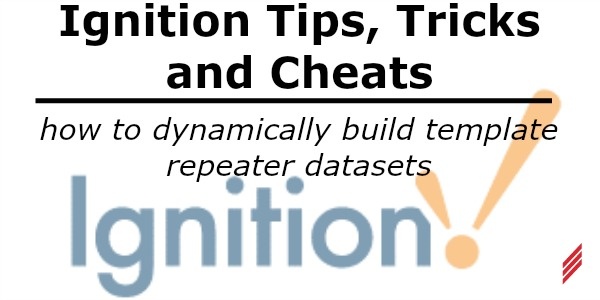 Ignition Tips, Tricks
and Cheats
how to dynamically build template
repeater datasets
Ignition!